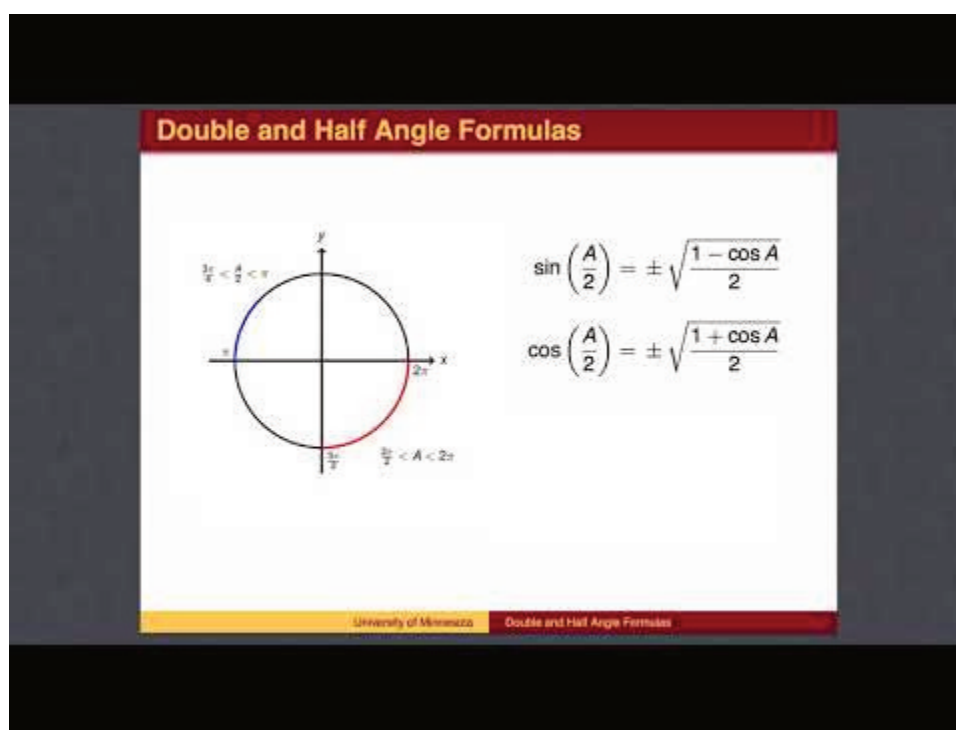 Double and Half Angle Formulas
y
3π/4 < A/2 < π
sin(A/2) = ±√((1 − cos A)/2)
cos(A/2) = ±√((1 + cos A)/2)
π
x
2π
3π/2
3π/2 < A < 2π
University of Minnesota
Double and Half Angle Formulas